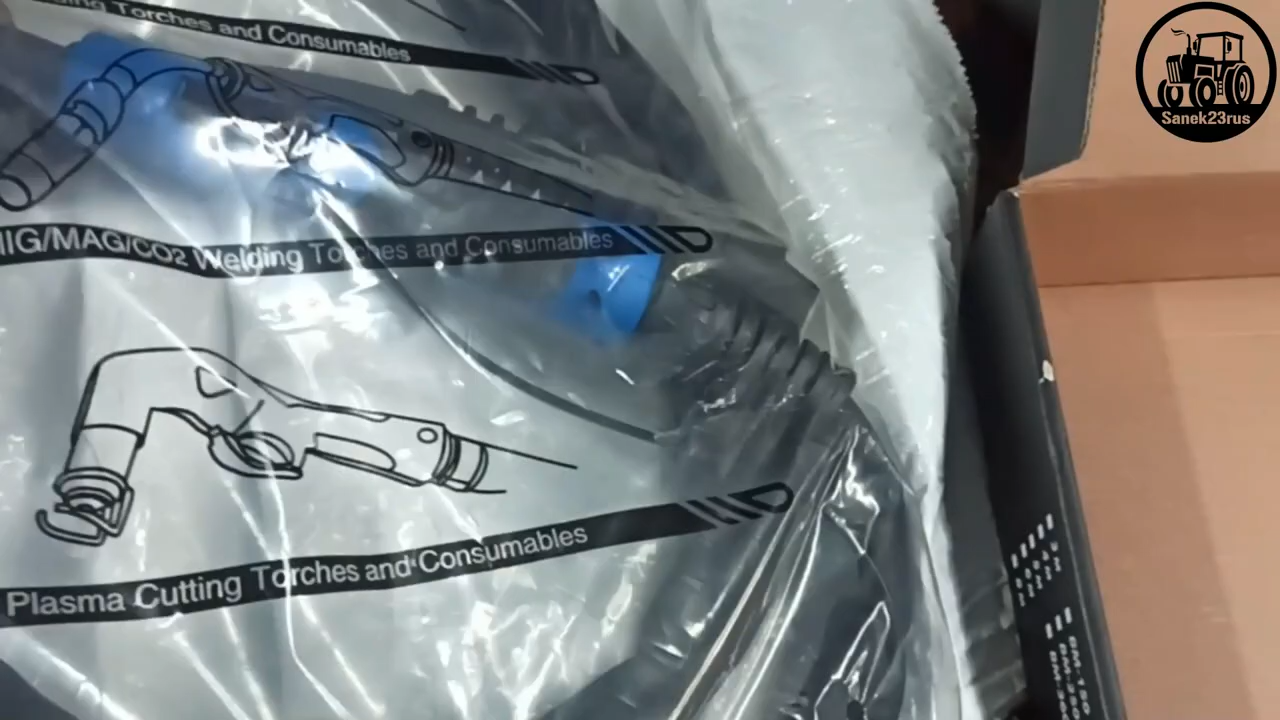 Torches and Consumables
Sanek23rus
MIG/MAG/CO2 Welding Torches and Consumables
Plasma Cutting Torches and Consumables